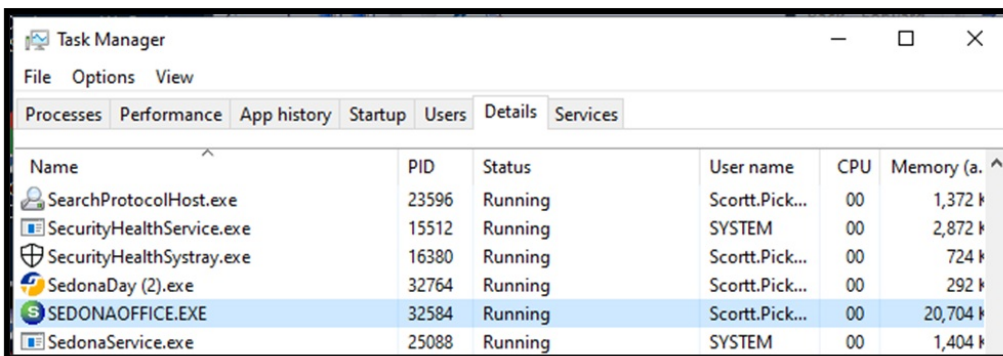 Task Manager
File Options View
Processes Performance App history Startup Users Details Services
Name PID Status User name CPU Memory (a.
SearchProtocolHost.exe 23596 Running Scortt.Pick... 00 1,372 K
SecurityHealthService.exe 15512 Running SYSTEM 00 2,872 K
SecurityHealthSystray.exe 16380 Running Scortt.Pick... 00 724 K
SedonaDay (2).exe 32764 Running Scortt.Pick... 00 292 K
SEDONAOFFICE.EXE 32584 Running Scortt.Pick... 00 20,704 K
SedonaService.exe 25088 Running SYSTEM 00 1,404 K